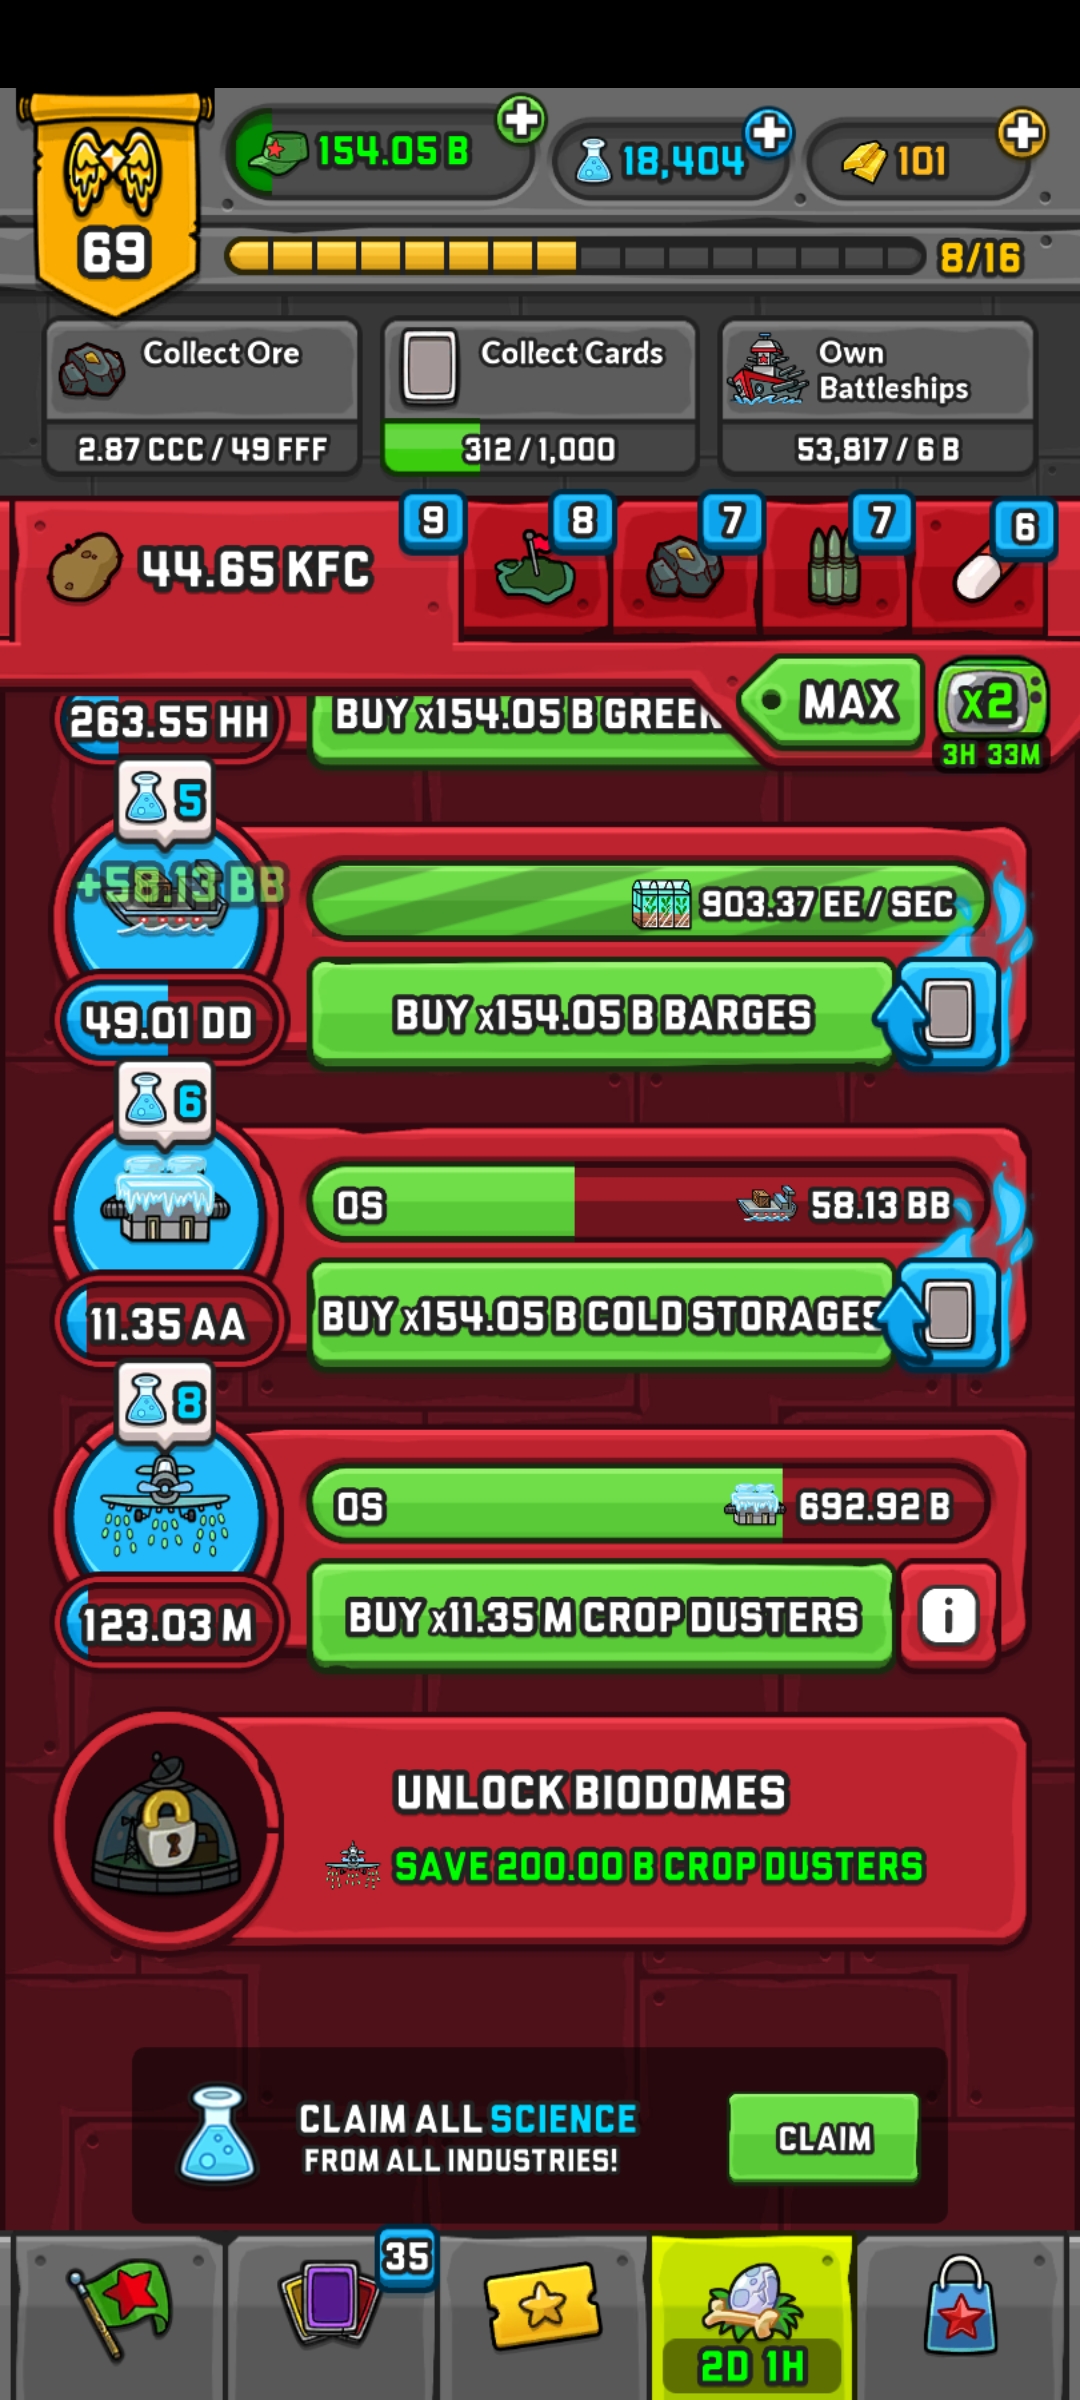 154.05 B
18,404
101
69
8/16
Collect Ore
2.87 CCC / 49 FFF
Collect Cards
312 / 1,000
Own
Battleships
53,817 / 6 B
44.65 KFC
9
8
7
7
6
MAX
x2
3H 33M
263.55 HH
BUY x154.05 B GREEN
5
+58.13 BB
903.37 EE / SEC
49.01 DD
BUY x154.05 B BARGES
6
0S
58.13 BB
11.35 AA
BUY x154.05 B COLD STORAGES
8
0S
692.92 B
123.03 M
BUY x11.35 M CROP DUSTERS
i
UNLOCK BIODOMES
SAVE 200.00 B CROP DUSTERS
CLAIM ALL SCIENCE
FROM ALL INDUSTRIES!
CLAIM
35
2D 1H